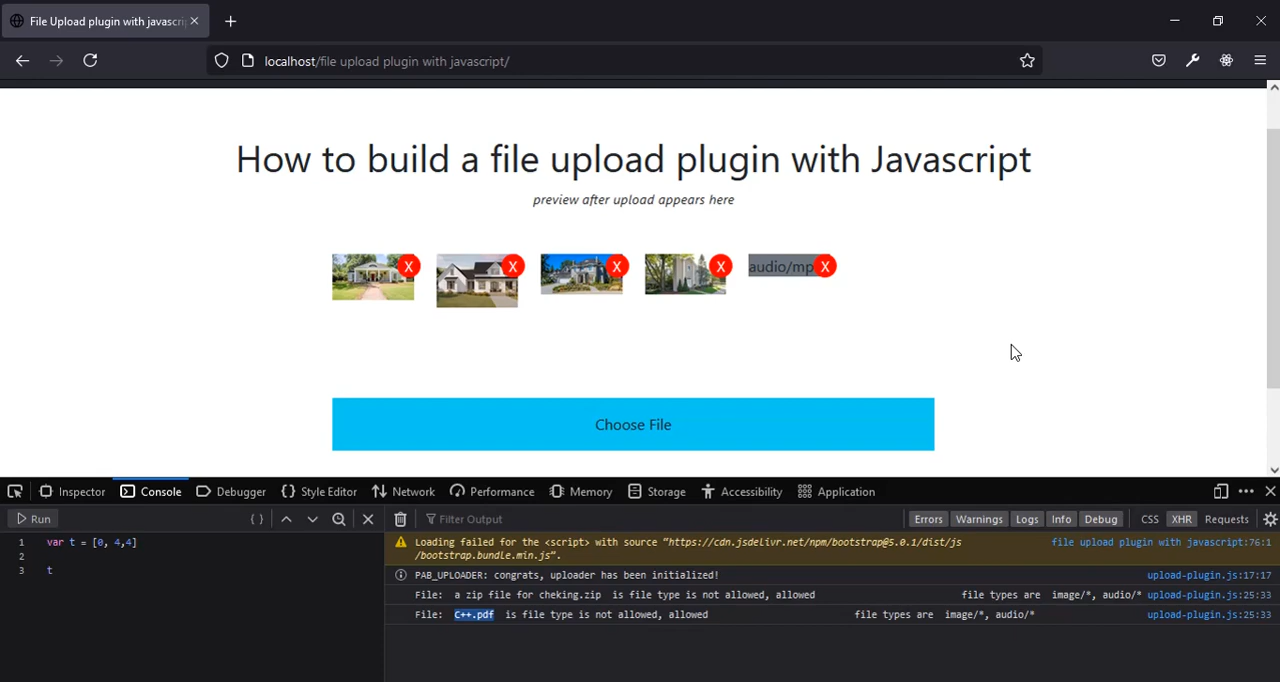 File Upload plugin with javascri
localhost/file upload plugin with javascript/
How to build a file upload plugin with Javascript
preview after upload appears here
X X X X audio/mp X
Choose File
Inspector Console Debugger Style Editor Network Performance Memory Storage Accessibility Application
Run Filter Output Errors Warnings Logs Info Debug CSS XHR Requests
1 var t = [0, 4,4]
2
3 t
Loading failed for the <script> with source “https://cdn.jsdelivr.net/npm/bootstrap@5.0.1/dist/js file upload plugin with javascript:76:1
/bootstrap.bundle.min.js”.
PAB_UPLOADER: congrats, uploader has been initialized! upload-plugin.js:17:17
File: a zip file for cheking.zip is file type is not allowed, allowed file types are image/*, audio/* upload-plugin.js:25:33
File: C++.pdf is file type is not allowed, allowed file types are image/*, audio/* upload-plugin.js:25:33